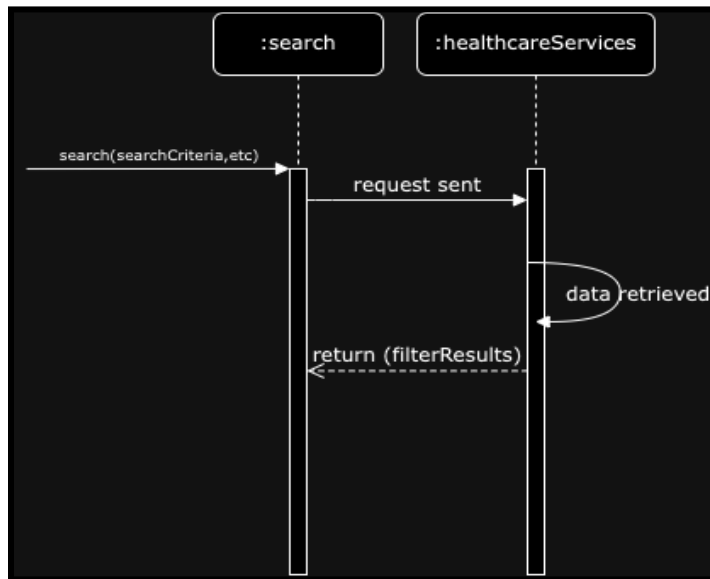 :search
:healthcareServices
search(searchCriteria,etc)
request sent
data retrieved
return (filterResults)